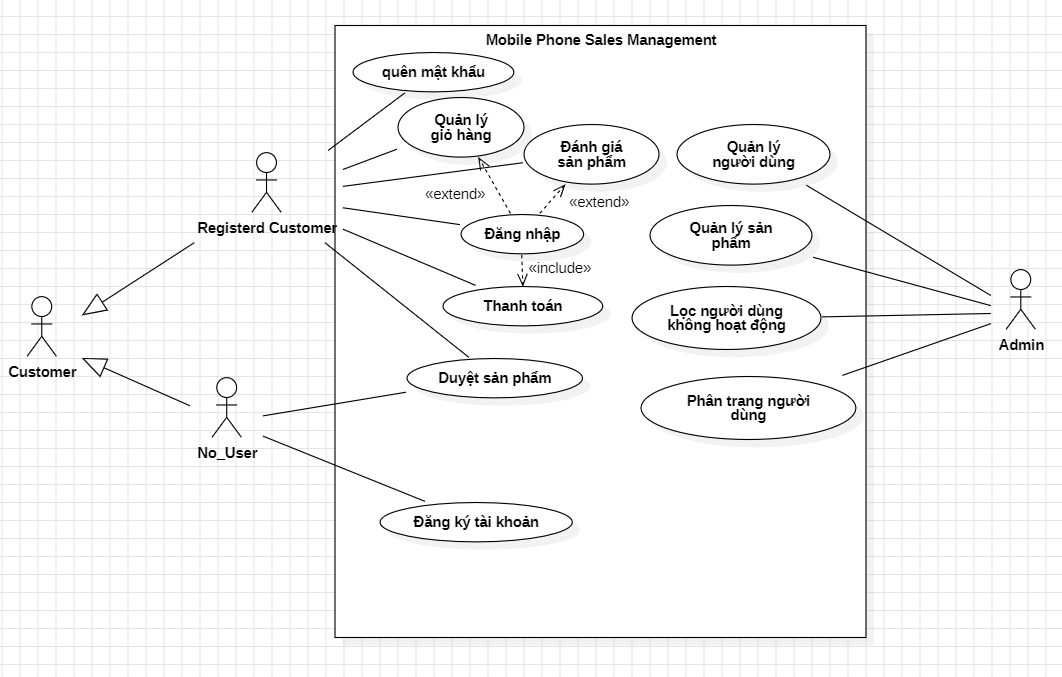 Mobile Phone Sales Management
quên mật khẩu
Quản lý
giỏ hàng
Đánh giá
sản phẩm
Quản lý
người dùng
«extend»
«extend»
Registerd Customer
Đăng nhập
Quản lý sản
phẩm
«include»
Thanh toán
Lọc người dùng
không hoạt động
Admin
Customer
Duyệt sản phẩm
Phân trang người
dùng
No_User
Đăng ký tài khoản